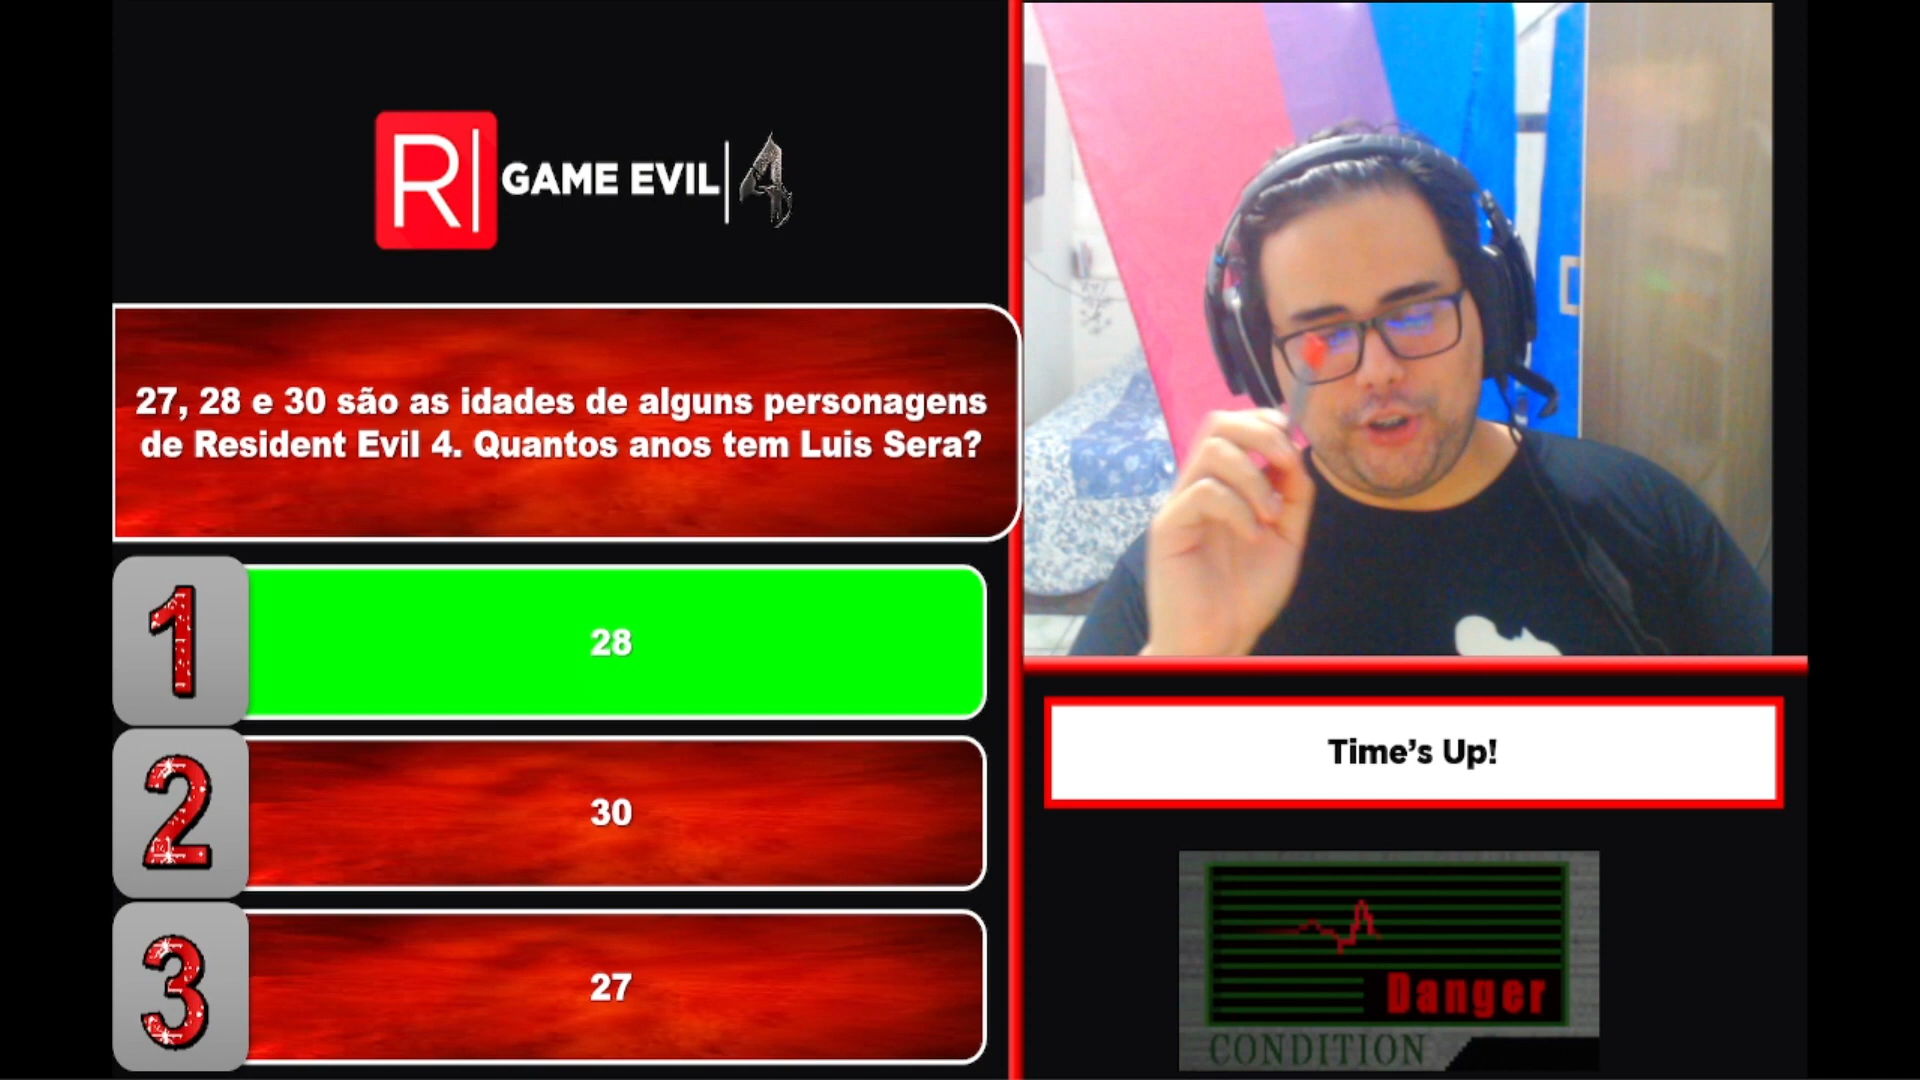 R|
GAME EVIL|4
27, 28 e 30 são as idades de alguns personagens
de Resident Evil 4. Quantos anos tem Luis Sera?
1
28
2
30
3
27
Time's Up!
Danger
CONDITION